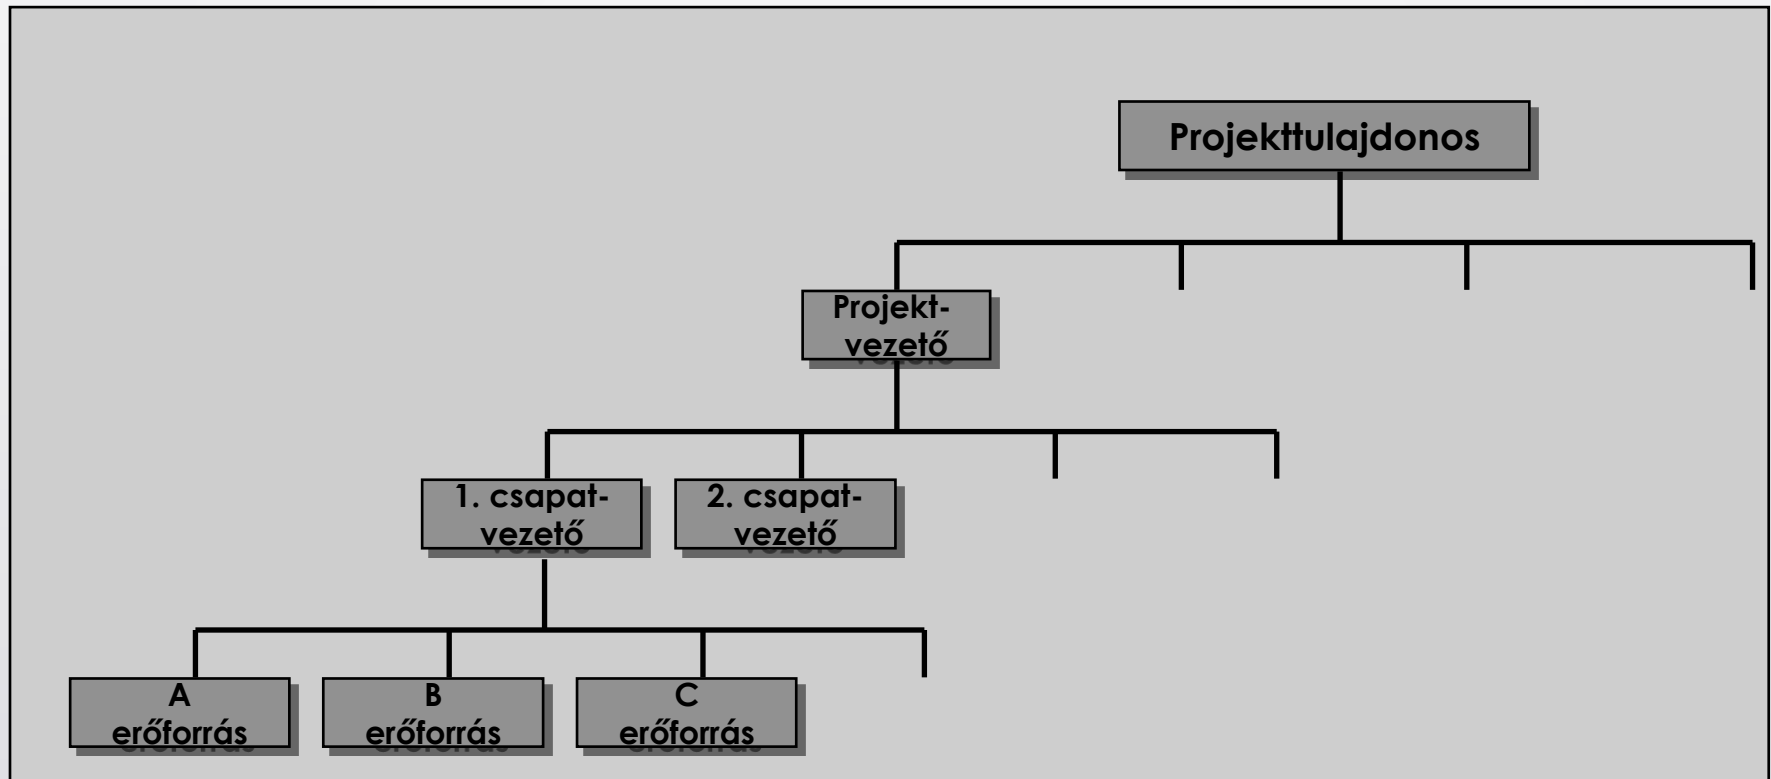 Projekttulajdonos
Projekt-
vezető
1. csapat-
vezető
2. csapat-
vezető
A
erőforrás
B
erőforrás
C
erőforrás